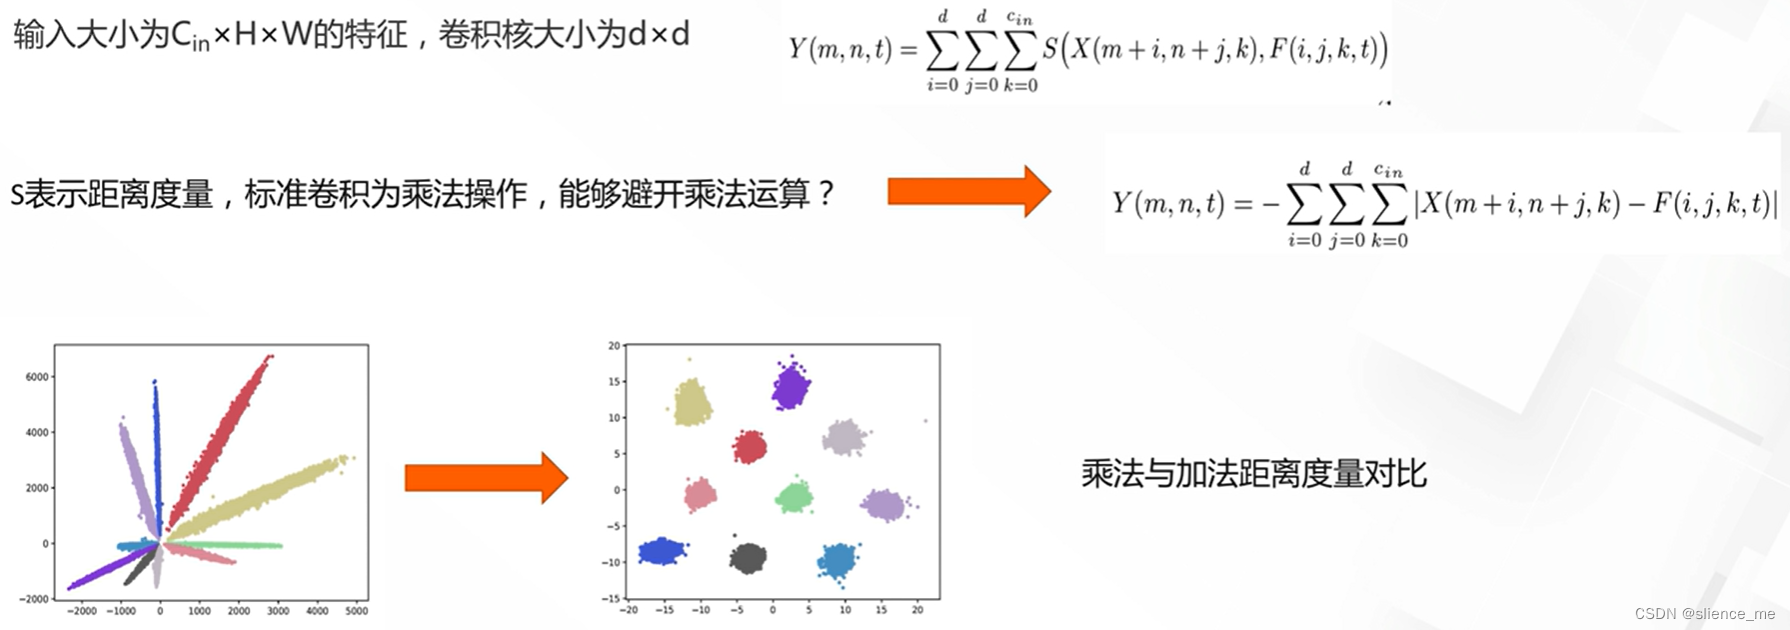 输入大小为C_in×H×W的特征，卷积核大小为d×d
Y(m,n,t) = \sum_{i=0}^{d} \sum_{j=0}^{d} \sum_{k=0}^{c_{in}} S(X(m+i,n+j,k),F(i,j,k,t))
S表示距离度量，标准卷积为乘法操作，能够避开乘法运算？
Y(m,n,t) = -\sum_{i=0}^{d} \sum_{j=0}^{d} \sum_{k=0}^{c_{in}} |X(m+i,n+j,k) - F(i,j,k,t)|
6000
4000
2000
0
−2000
−2000 −1000 0 1000 2000 3000 4000 5000
20
15
10
5
0
−5
−10
−15
−20 −15 −10 −5 0 5 10 15 20
乘法与加法距离度量对比
CSDN @slience_me